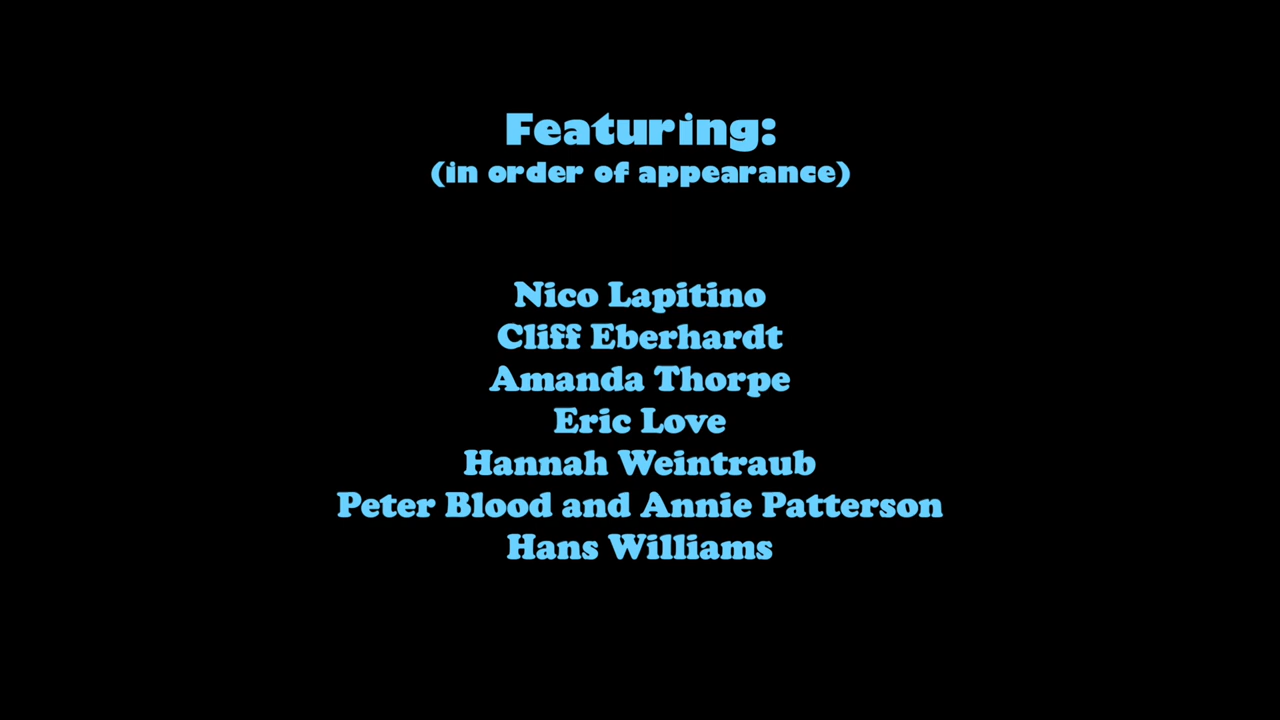 Featuring:
(in order of appearance)
Nico Lapitino
Cliff Eberhardt
Amanda Thorpe
Eric Love
Hannah Weintraub
Peter Blood and Annie Patterson
Hans Williams